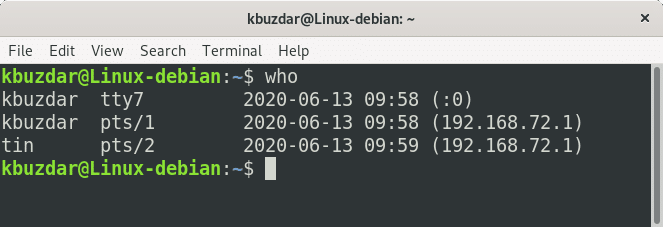 kbuzdar@Linux-debian: ~ ×
File Edit View Search Terminal Help
kbuzdar@Linux-debian:~$ who
kbuzdar  tty7         2020-06-13 09:58 (:0)
kbuzdar  pts/1        2020-06-13 09:58 (192.168.72.1)
tin      pts/2        2020-06-13 09:59 (192.168.72.1)
kbuzdar@Linux-debian:~$